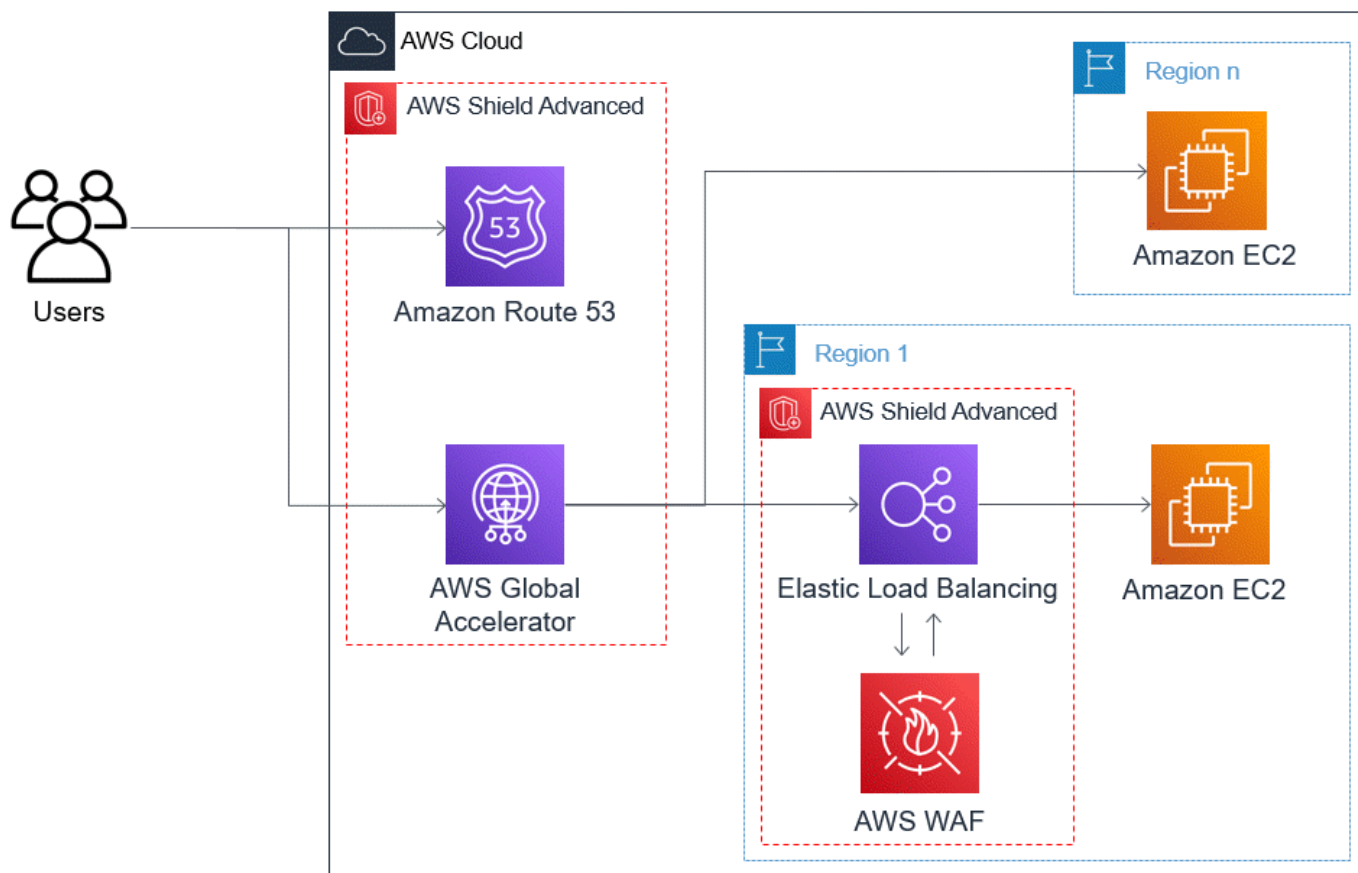 AWS Cloud
AWS Shield Advanced
Region n
53
Amazon EC2
Users
Amazon Route 53
Region 1
AWS Shield Advanced
AWS Global
Accelerator
Elastic Load Balancing
Amazon EC2
AWS WAF